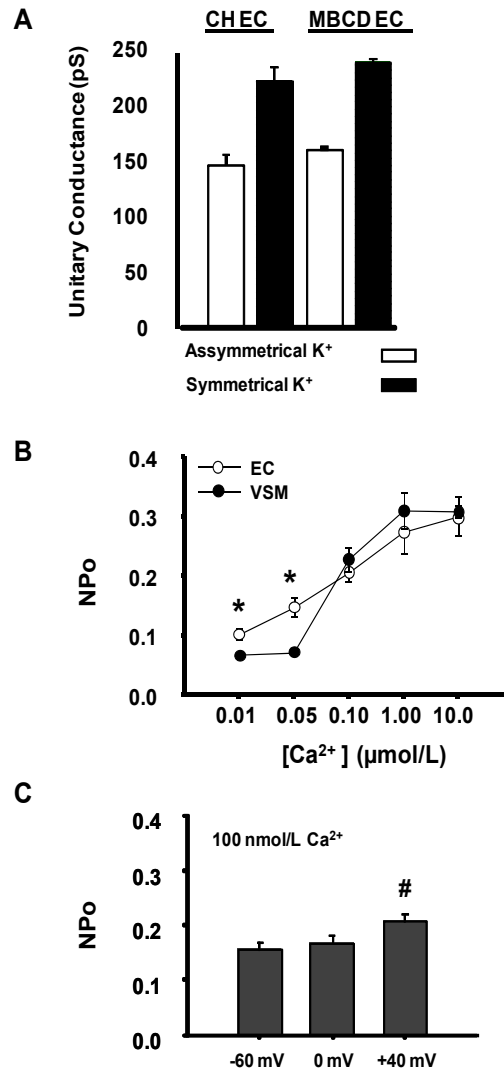 A
CH EC MBCD EC
Unitary Conductance (pS)
250
200
150
100
50
0
Assymmetrical K⁺
Symmetrical K⁺
B
EC
VSM
NPo
0.4
0.3
0.2
0.1
0.0
* *
0.01 0.05 0.10 1.00 10.0
[Ca²⁺] (µmol/L)
C
100 nmol/L Ca²⁺
NPo
0.4
0.3
0.2
0.1
0.0
#
-60 mV 0 mV +40 mV